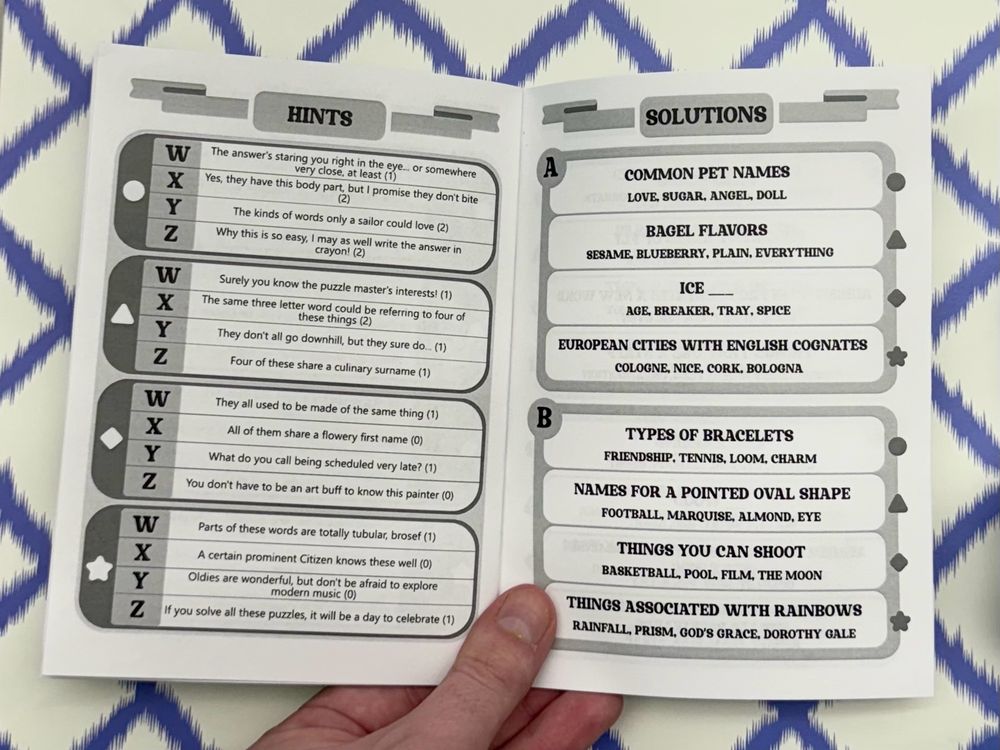 HINTS
W
The answer's staring you right in the eye... or somewhere
very close, at least (1)
X
Yes, they have this body part, but I promise they don't bite
(2)
Y
The kinds of words only a sailor could love (2)
Z
Why this is so easy, I may as well write the answer in
crayon! (2)
W
Surely you know the puzzle master's interests! (1)
X
The same three letter word could be referring to four of
these things (2)
Y
They don't all go downhill, but they sure do... (1)
Z
Four of these share a culinary surname (1)
W
They all used to be made of the same thing (1)
X
All of them share a flowery first name (0)
Y
What do you call being scheduled very late? (1)
Z
You don't have to be an art buff to know this painter (0)
W
Parts of these words are totally tubular, brosef (1)
X
A certain prominent Citizen knows these well (0)
Y
Oldies are wonderful, but don't be afraid to explore
modern music (0)
Z
If you solve all these puzzles, it will be a day to celebrate (1)
SOLUTIONS
A
COMMON PET NAMES
LOVE, SUGAR, ANGEL, DOLL
BAGEL FLAVORS
SESAME, BLUEBERRY, PLAIN, EVERYTHING
ICE ___
AGE, BREAKER, TRAY, SPICE
EUROPEAN CITIES WITH ENGLISH COGNATES
COLOGNE, NICE, CORK, BOLOGNA
B
TYPES OF BRACELETS
FRIENDSHIP, TENNIS, LOOM, CHARM
NAMES FOR A POINTED OVAL SHAPE
FOOTBALL, MARQUISE, ALMOND, EYE
THINGS YOU CAN SHOOT
BASKETBALL, POOL, FILM, THE MOON
THINGS ASSOCIATED WITH RAINBOWS
RAINFALL, PRISM, GOD'S GRACE, DOROTHY GALE